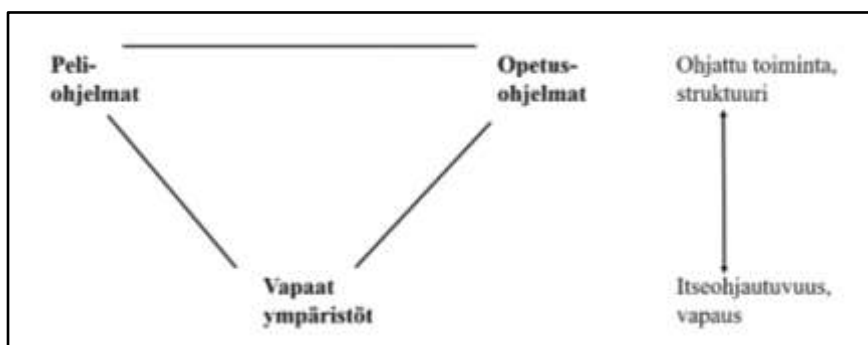 Peli-
ohjelmat
Opetus-
ohjelmat
Ohjattu toiminta,
struktuuri
Vapaat
ympäristöt
Itseohjautuvuus,
vapaus